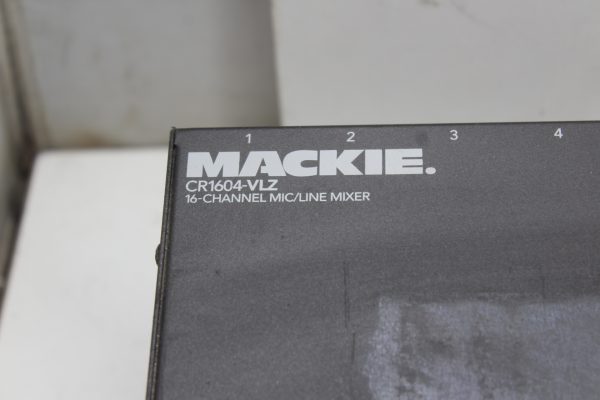 1 2 3 4
MACKIE.
CR1604-VLZ
16-CHANNEL MIC/LINE MIXER